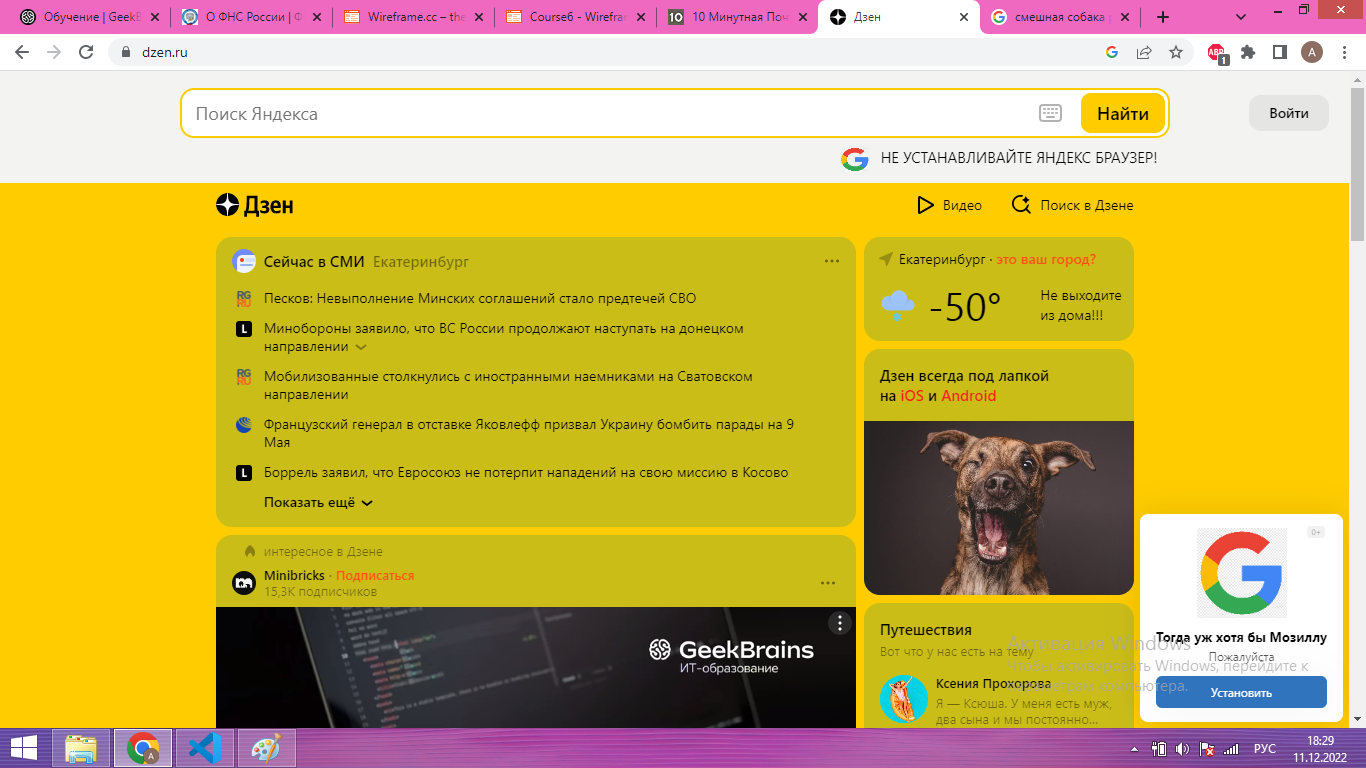 Обучение | GeekB
О ФНС России | Ф
Wireframe.cc – the
Course6 - Wirefram
10 Минутная Поч
Дзен
смешная собака р
dzen.ru
ABP
1
A
Поиск Яндекса
Найти
Войти
НЕ УСТАНАВЛИВАЙТЕ ЯНДЕКС БРАУЗЕР!
Дзен
Видео
Поиск в Дзене
Сейчас в СМИ Екатеринбург
Песков: Невыполнение Минских соглашений стало предтечей СВО
Минобороны заявило, что ВС России продолжают наступать на донецком
направлении
Мобилизованные столкнулись с иностранными наемниками на Сватовском
направлении
Французский генерал в отставке Яковлефф призвал Украину бомбить парады на 9
Мая
Боррель заявил, что Евросоюз не потерпит нападений на свою миссию в Косово
Показать ещё
Екатеринбург · это ваш город?
-50°
Не выходите
из дома!!!
Дзен всегда под лапкой
на iOS и Android
интересное в Дзене
Minibricks · Подписаться
15,3К подписчиков
GeekBrains
ИТ-образование
Путешествия
Вот что у нас есть на тему
Ксения Прохорова
Я — Ксюша. У меня есть муж,
два сына и мы постоянно...
0+
Тогда уж хотя бы Мозиллу
Пожалуйста
Установить
Активация Windows
Чтобы активировать Windows, перейдите к
компьютера.
РУС
18:29
11.12.2022